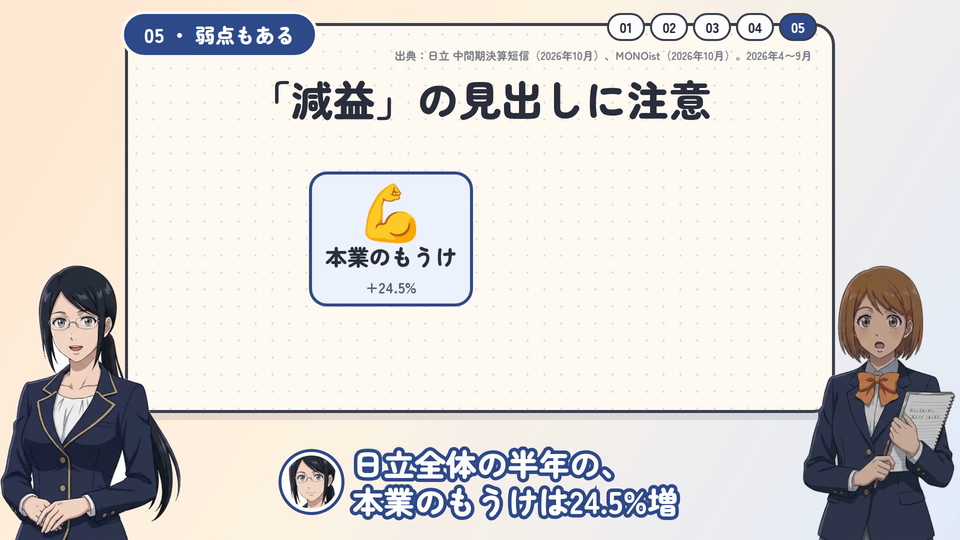 05 ・ 弱点もある
01 02 03 04 05
出典：日立 中間期決算短信（2026年10月）、MONOist（2026年10月）。2026年4〜9月
「減益」の見出しに注意
本業のもうけ
+24.5%
日立全体の半年の、
本業のもうけは24.5%増